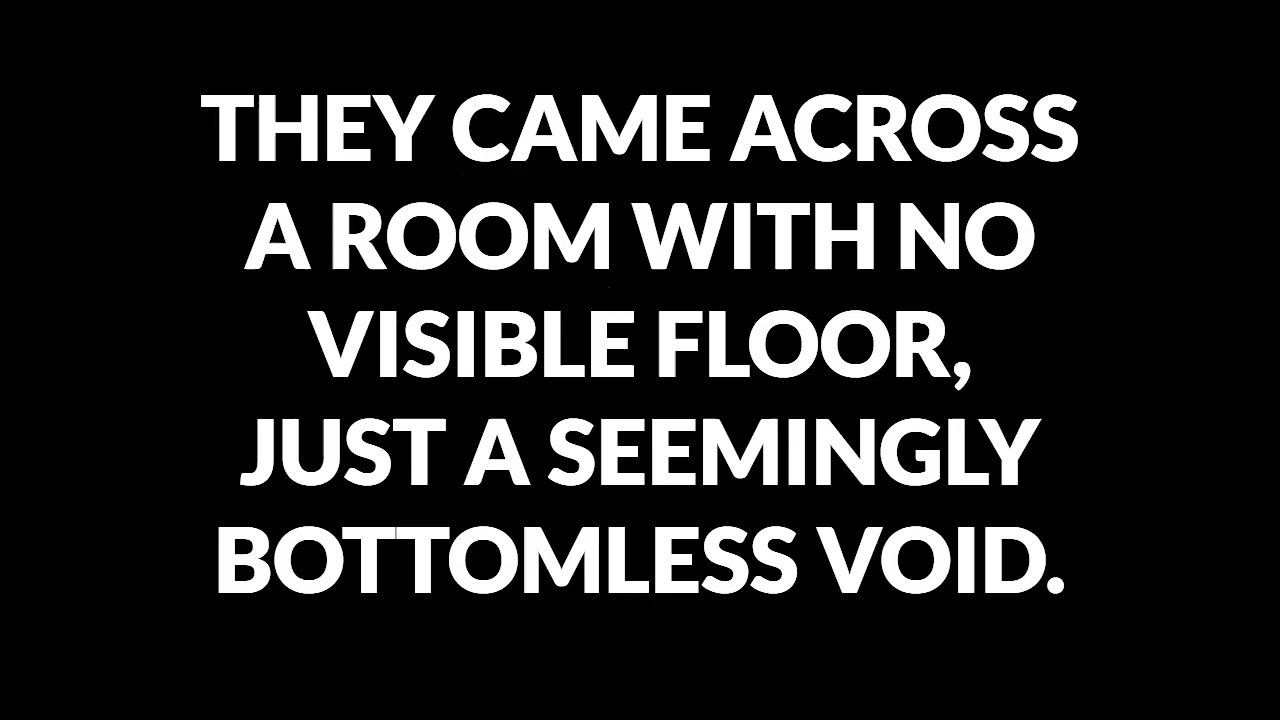 THEY CAME ACROSS
A ROOM WITH NO
VISIBLE FLOOR,
JUST A SEEMINGLY
BOTTOMLESS VOID.